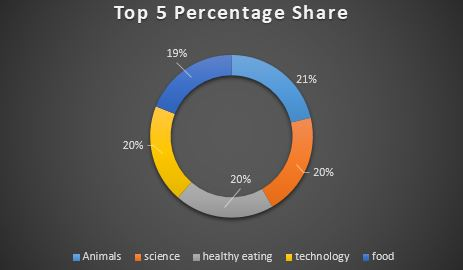 Top 5 Percentage Share
19%
21%
20%
20%
20%
Animals science healthy eating technology food